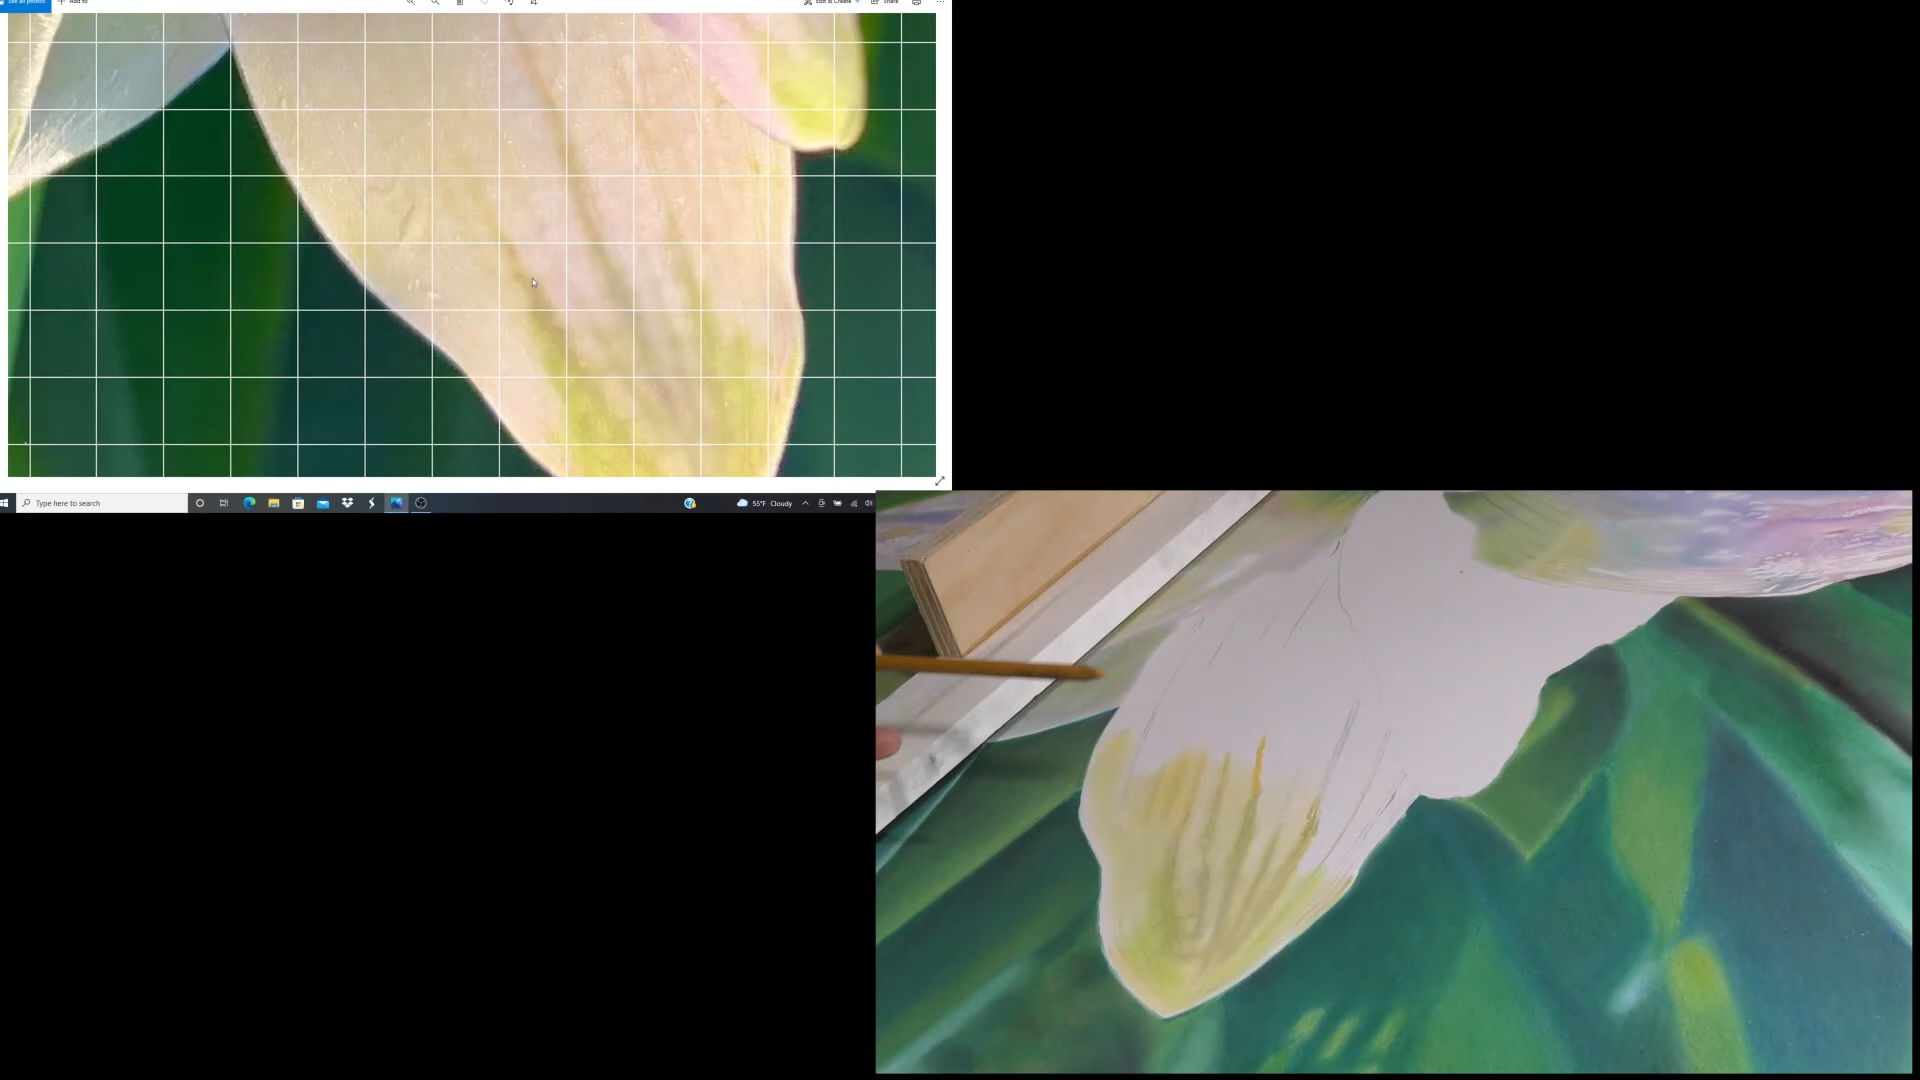 See all photos
Add to
Edit & Create
Share
Type here to search
55°F Cloudy